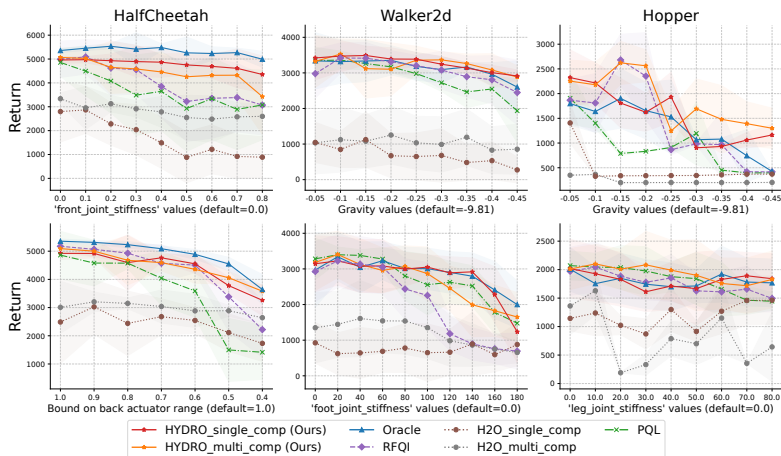 HalfCheetah
Walker2d
Hopper
Return
6000
5000
4000
3000
2000
1000
0
0.0 0.1 0.2 0.3 0.4 0.5 0.6 0.7 0.8
'front_joint_stiffness' values (default=0.0)
4000
3000
2000
1000
0
-0.05 -0.1 -0.15 -0.2 -0.25 -0.3 -0.35 -0.4 -0.45
Gravity values (default=-9.81)
3000
2500
2000
1500
1000
500
-0.05 -0.1 -0.15 -0.2 -0.25 -0.3 -0.35 -0.4 -0.45
Gravity values (default=-9.81)
Return
5000
4000
3000
2000
1000
1.0 0.9 0.8 0.7 0.6 0.5 0.4
Bound on back actuator range (default=1.0)
4000
3000
2000
1000
0
0 20 40 60 80 100 120 140 160 180
'foot_joint_stiffness' values (default=0.0)
2500
2000
1500
1000
500
0
0.0 10.0 20.0 30.0 40.0 50.0 60.0 70.0 80.0
'leg_joint_stiffness' values (default=0.0)
HYDRO_single_comp (Ours) Oracle H2O_single_comp PQL
HYDRO_multi_comp (Ours) RFQI H2O_multi_comp